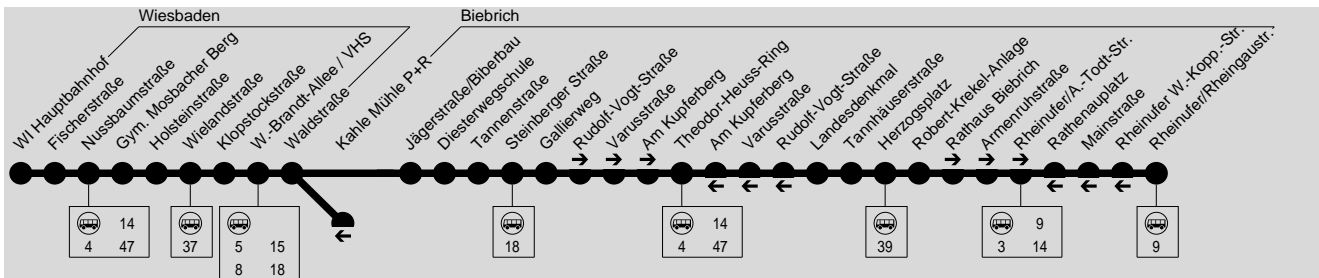 Wiesbaden
Biebrich
WI Hauptbahnhof
Fischerstraße
Nussbaumstraße
Gym. Mosbacher Berg
Holsteinstraße
Wielandstraße
Klopstockstraße
W.-Brandt-Allee / VHS
Waldstraße
Kahle Mühle P+R
Jägerstraße/Biberbau
Diesterwegschule
Tannenstraße
Steinberger Straße
Gallierweg
Rudolf-Vogt-Straße
Varusstraße
Am Kupferberg
Theodor-Heuss-Ring
Am Kupferberg
Varusstraße
Rudolf-Vogt-Straße
Landesdenkmal
Tannhäuserstraße
Herzogsplatz
Robert-Krekel-Anlage
Rathaus Biebrich
Armenruhstraße
Rheinufer/A.-Todt-Str.
Rathenauplatz
Mainstraße
Rheinufer W.-Kopp.-Str.
Rheinufer/Rheingaustr.
14
4 47
37
5 15
8 18
18
14
4 47
39
9
3 14
9